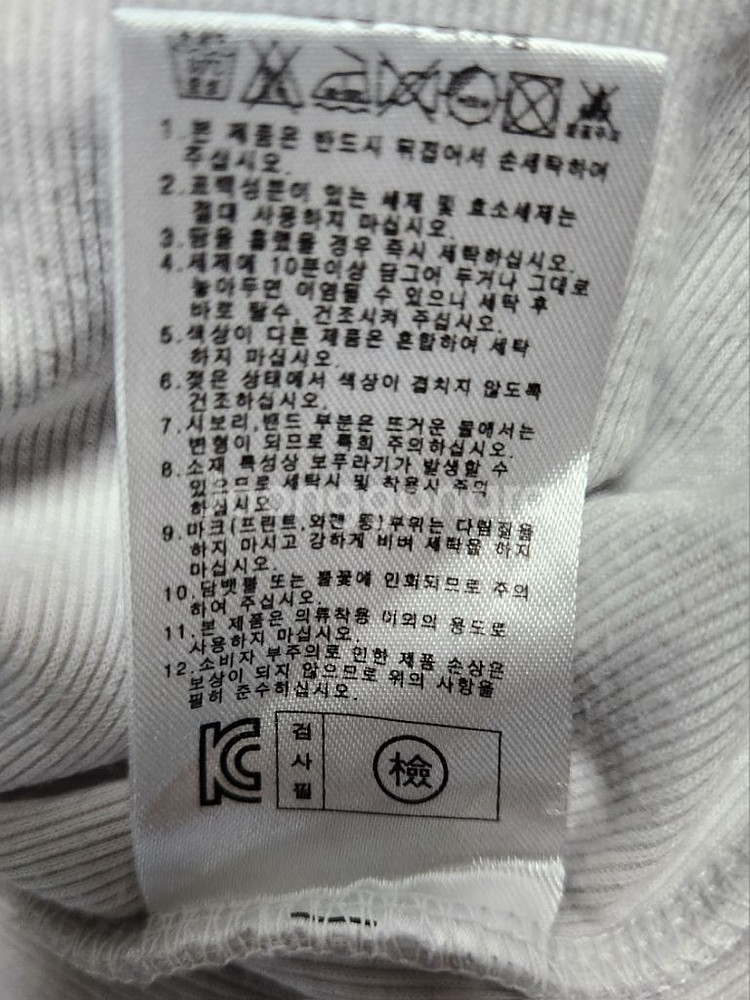 1.본 제품은 반드시 뒤집어서 손세탁하여
주십시오.
2.표백성분이 있는 세제 및 효소세제는
절대 사용하지 마십시오.
3.땀을 흘렸을 경우 즉시 세탁하십시오.
4.세제에 10분이상 담그어 두거나 그대로
놓아두면 이염될 수 있으니 세탁 후
바로 탈수, 건조시켜 주십시오.
5.색상이 다른 제품은 혼합하여 세탁
하지 마십시오.
6.젖은 상태에서 색상이 겹치지 않도록
건조하십시오.
7.시보리,밴드 부분은 뜨거운 물에서는
변형이 되므로 특히 주의하십시오.
8.소재 특성상 보푸라기가 발생할 수
있으므로 세탁시 및 착용시 주의
하십시오.
9.마크(프린트,와펜 등)부위는 다림질을
하지 마시고 강하게 비벼 세탁을 하지
마십시오.
10.담뱃불 또는 불꽃에 인화되므로 주의
하여 주십시오.
11.본 제품은 의류착용 이외의 용도로
사용하지 마십시오.
12.소비자 부주의로 인한 제품 손상은
보상이 되지 않으므로 위의 사항을
필히 준수하십시오.
KC
검사필
檢